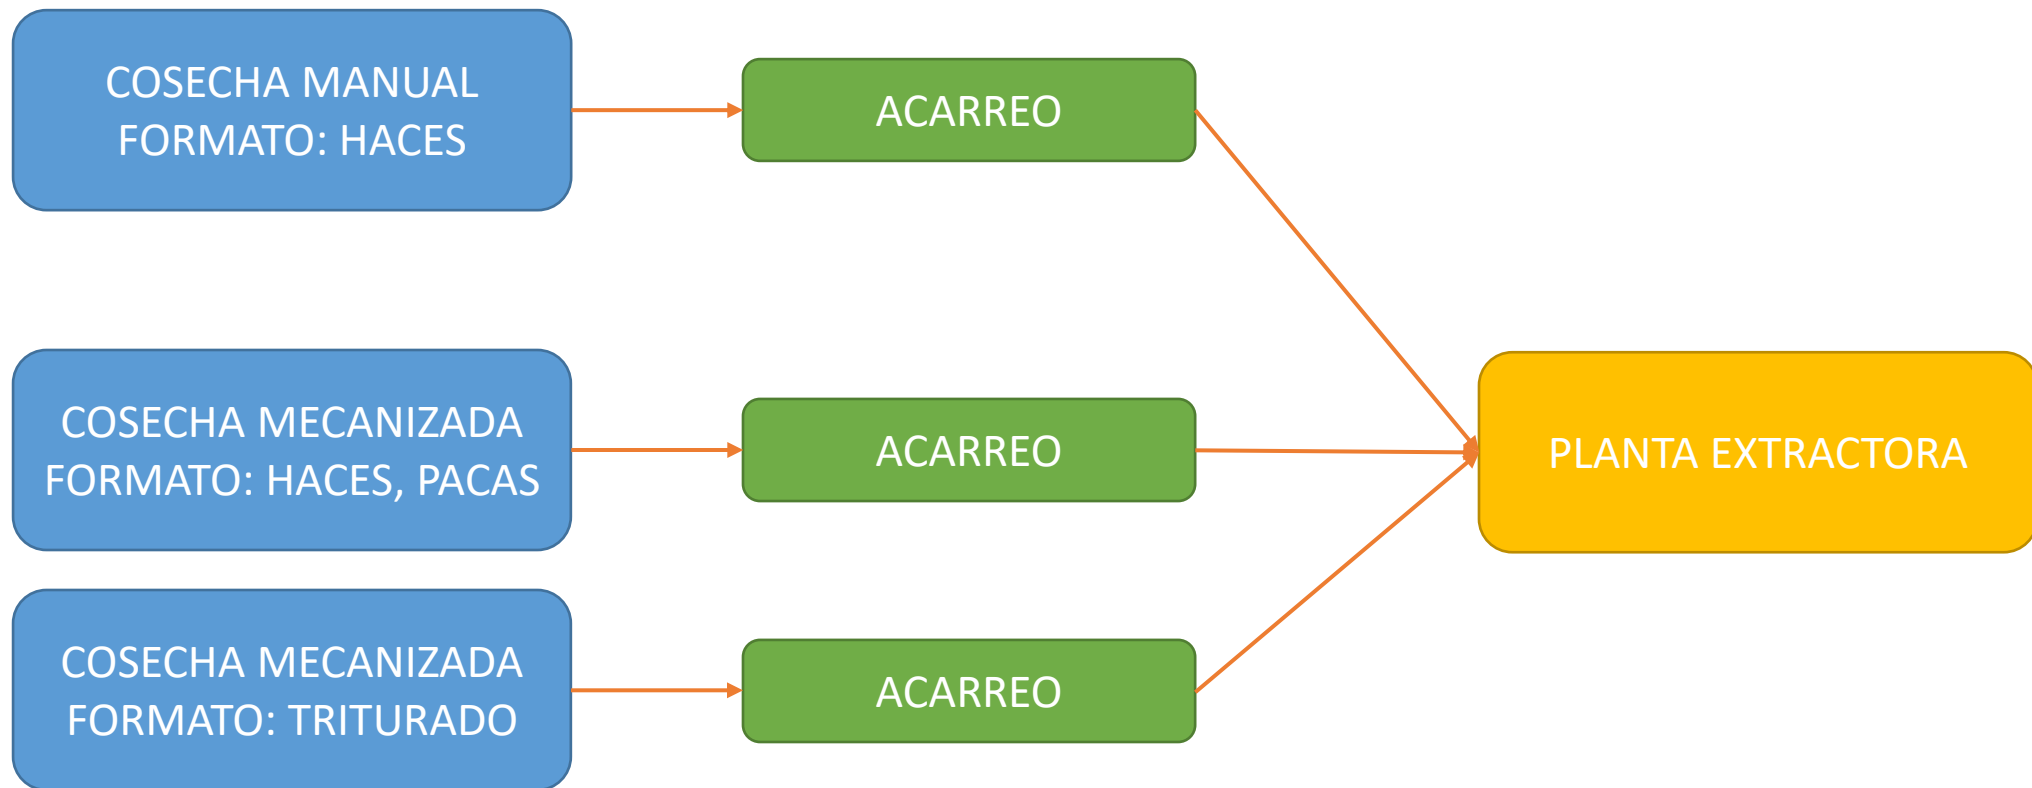 COSECHA MANUAL
FORMATO: HACES
ACARREO
COSECHA MECANIZADA
FORMATO: HACES, PACAS
ACARREO
PLANTA EXTRACTORA
COSECHA MECANIZADA
FORMATO: TRITURADO
ACARREO